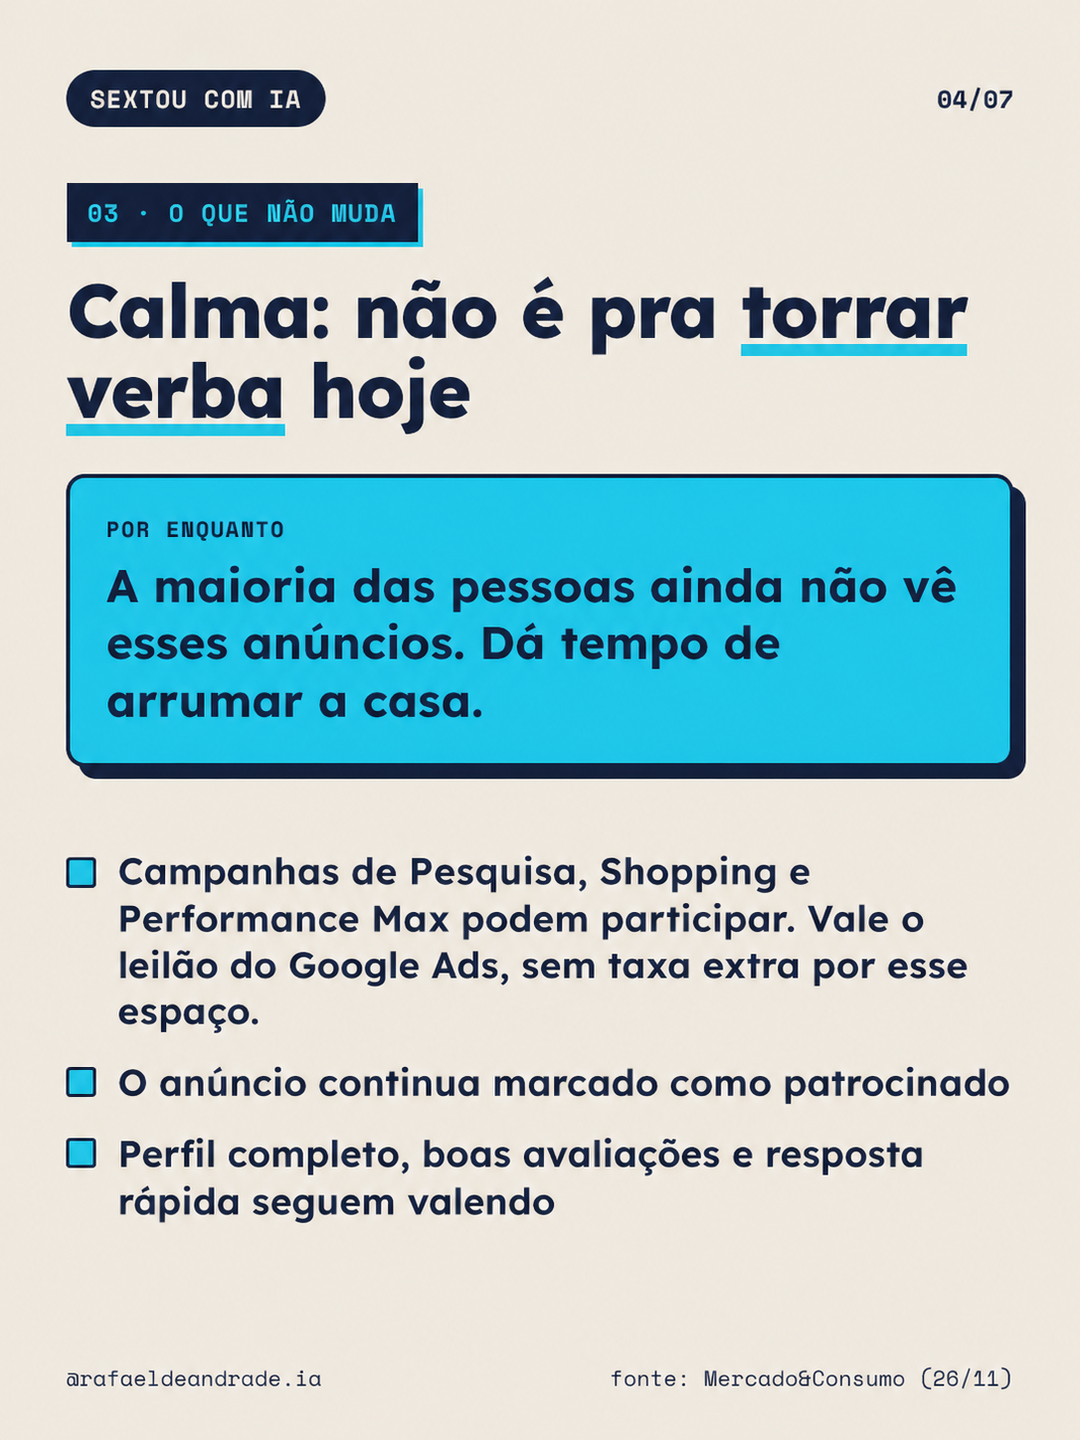 SEXTOU COM IA
04/07
03 · O QUE NÃO MUDA
Calma: não é pra torrar
verba hoje
POR ENQUANTO
A maioria das pessoas ainda não vê
esses anúncios. Dá tempo de
arrumar a casa.
Campanhas de Pesquisa, Shopping e
Performance Max podem participar. Vale o
leilão do Google Ads, sem taxa extra por esse
espaço.
O anúncio continua marcado como patrocinado
Perfil completo, boas avaliações e resposta
rápida seguem valendo
@rafaeldeandrade.ia
fonte: Mercado&Consumo (26/11)